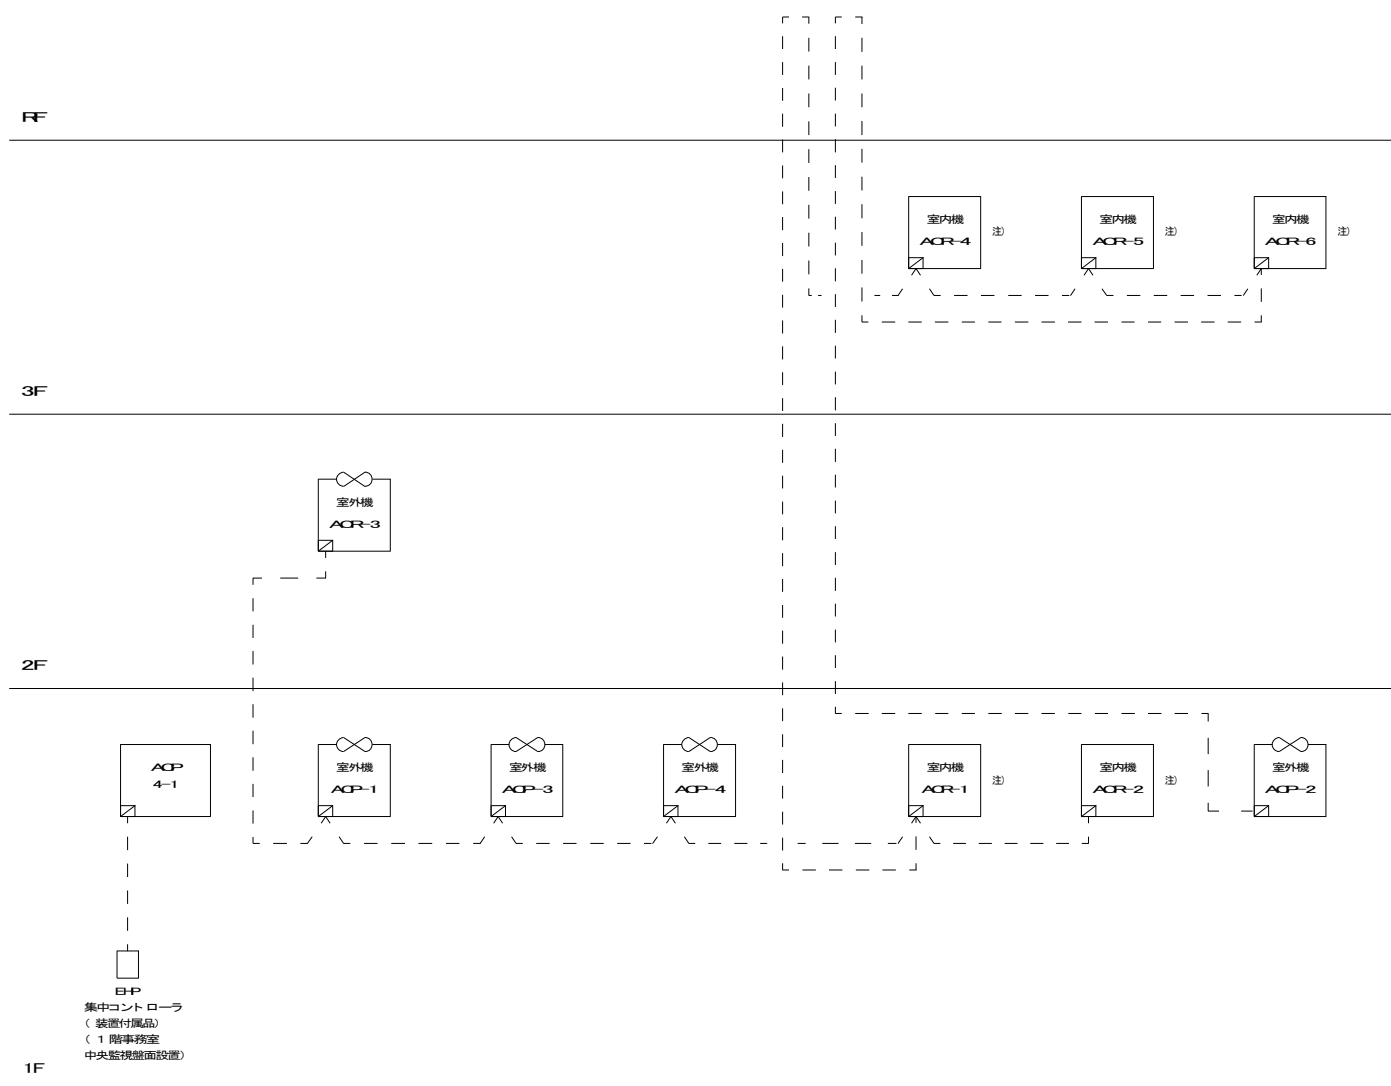 RF
室内機
ACR-4
注)
室内機
ACR-5
注)
室内機
ACR-6
注)
3F
室外機
ACR-3
2F
ACP
4-1
室外機
ACP-1
室外機
ACP-3
室外機
ACP-4
室内機
ACR-1
注)
室内機
ACR-2
注)
室外機
ACP-2
EHP
集中コントローラ
( 装置付属品)
( 1 階事務室
中央監視盤面設置)
1F